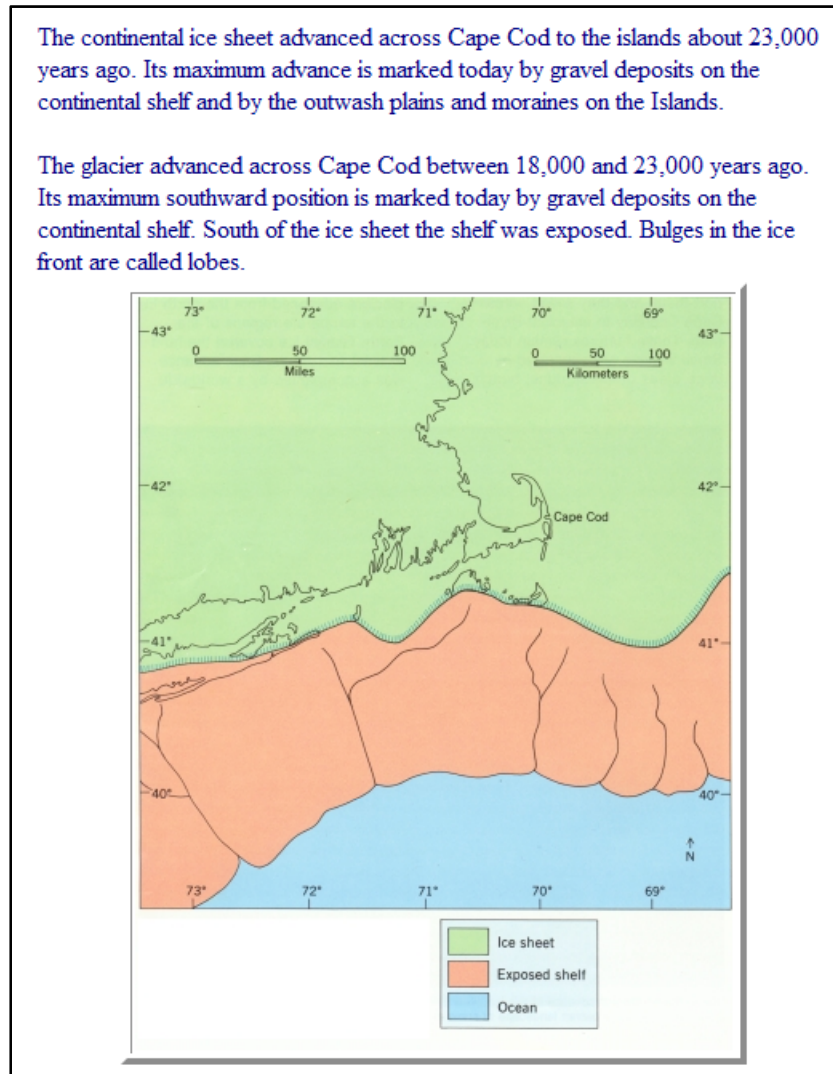 The continental ice sheet advanced across Cape Cod to the islands about 23,000
years ago. Its maximum advance is marked today by gravel deposits on the
continental shelf and by the outwash plains and moraines on the Islands.
The glacier advanced across Cape Cod between 18,000 and 23,000 years ago.
Its maximum southward position is marked today by gravel deposits on the
continental shelf. South of the ice sheet the shelf was exposed. Bulges in the ice
front are called lobes.
73° 72° 71° 70° 69°
43° 43°
0 50 100
Miles
0 50 100
Kilometers
42° 42°
Cape Cod
41° 41°
40° 40°
N
73° 72° 71° 70° 69°
Ice sheet
Exposed shelf
Ocean